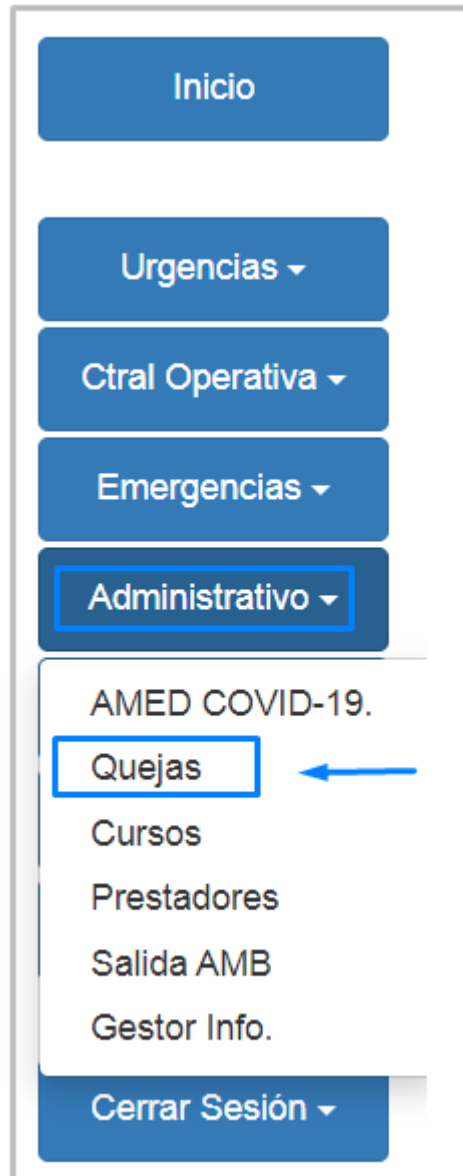 Inicio
Urgencias
Ctral Operativa
Emergencias
Administrativo
AMED COVID-19.
Quejas
Cursos
Prestadores
Salida AMB
Gestor Info.
Cerrar Sesión